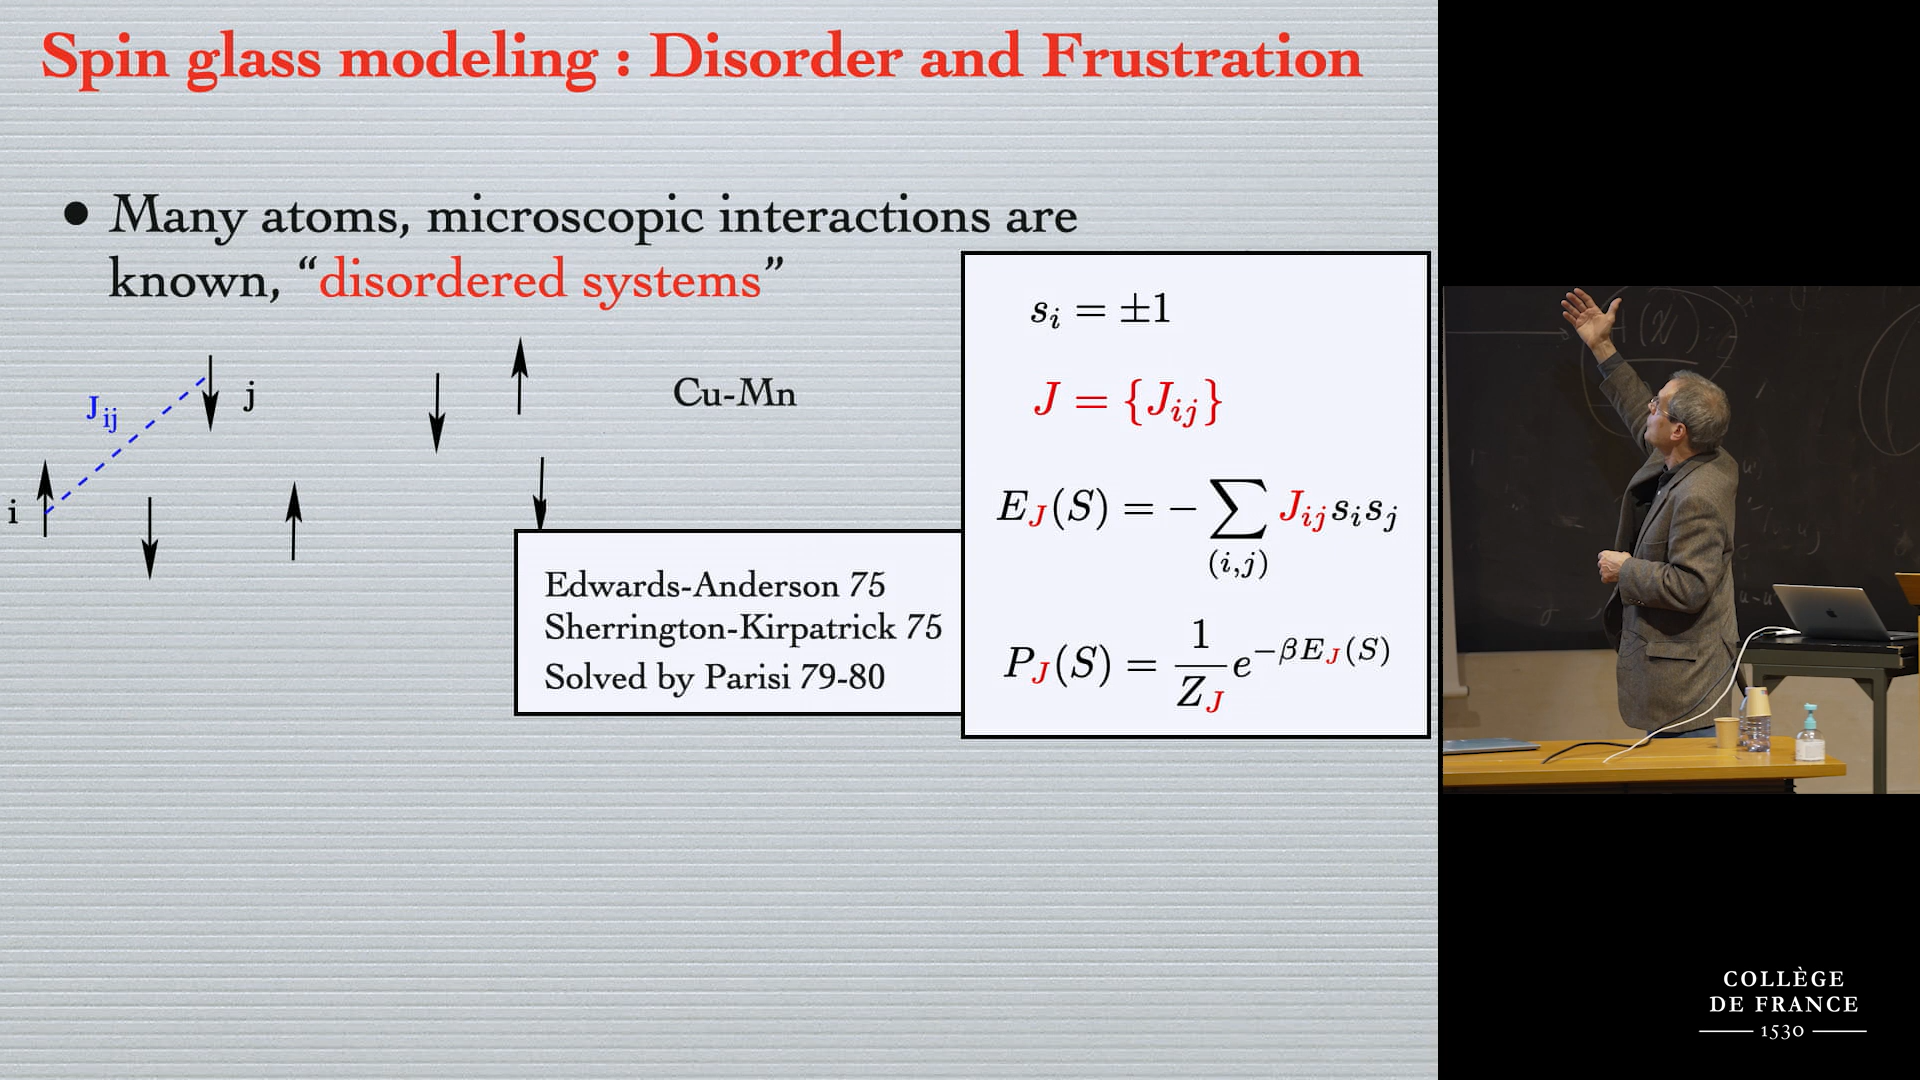 Spin glass modeling : Disorder and Frustration
• Many atoms, microscopic interactions are
known, “disordered systems”
J_ij
j
i
Cu-Mn
Edwards-Anderson 75
Sherrington-Kirpatrick 75
Solved by Parisi 79-80
s_i = ±1
J = {J_ij}
E_J(S) = − ∑_(i,j) J_ij s_i s_j
P_J(S) = 1/Z_J e^{−βE_J(S)}
COLLÈGE
DE FRANCE
1530